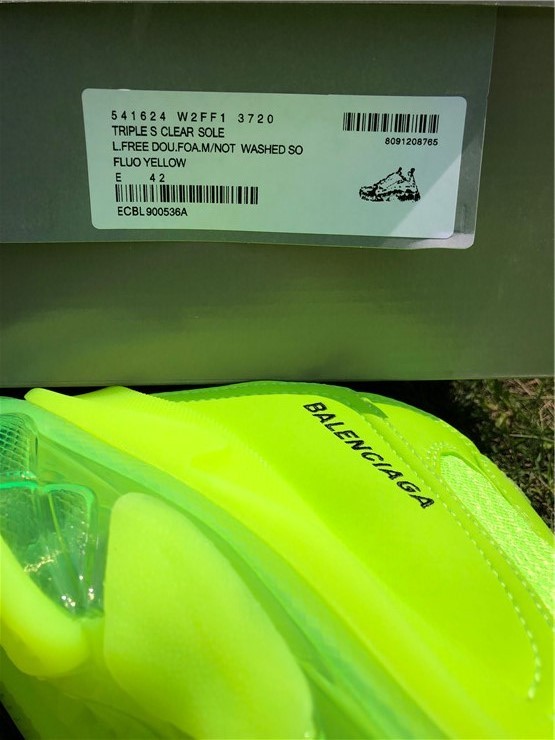 541624 W2FF1 3720
TRIPLE S CLEAR SOLE
8091208765
L.FREE DOU.FOA.M/NOT WASHED SO
FLUO YELLOW
E 42
ECBL900536A
BALENCIAGA